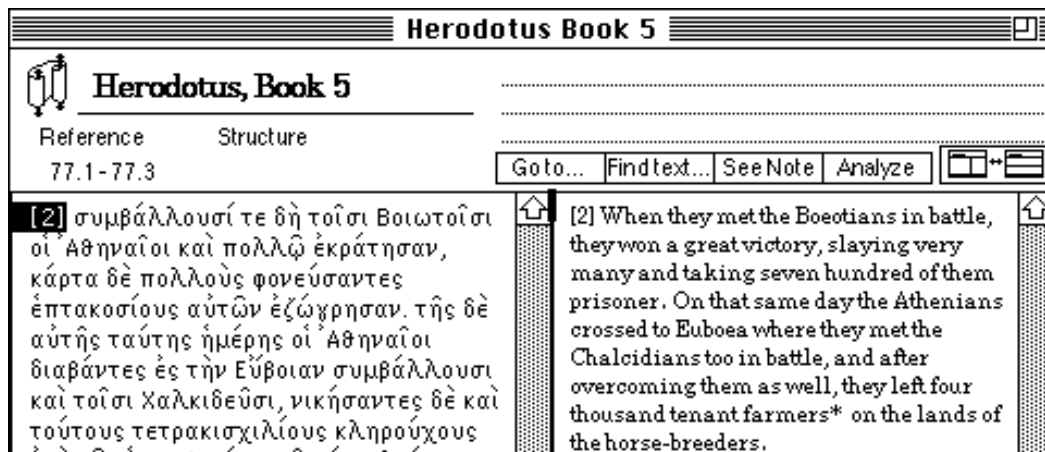 Herodotus Book 5
Herodotus, Book 5
Reference Structure
77.1-77.3
Go to... Find text... See Note Analyze
[2] συμβάλλουσί τε δὴ τοῖσι Βοιωτοῖσι
οἱ Ἀθηναῖοι καὶ πολλῷ ἐκράτησαν,
κάρτα δὲ πολλοὺς φονεύσαντες
ἑπτακοσίους αὐτῶν ἐζώγρησαν. τῆς δὲ
αὐτῆς ταύτης ἡμέρης οἱ Ἀθηναῖοι
διαβάντες ἐς τὴν Εὔβοιαν συμβάλλουσι
καὶ τοῖσι Χαλκιδεῦσι, νικήσαντες δὲ καὶ
τούτους τετρακισχιλίους κληρούχους
[2] When they met the Boeotians in battle,
they won a great victory, slaying very
many and taking seven hundred of them
prisoner. On that same day the Athenians
crossed to Euboea where they met the
Chalcidians too in battle, and after
overcoming them as well, they left four
thousand tenant farmers* on the lands of
the horse-breeders.